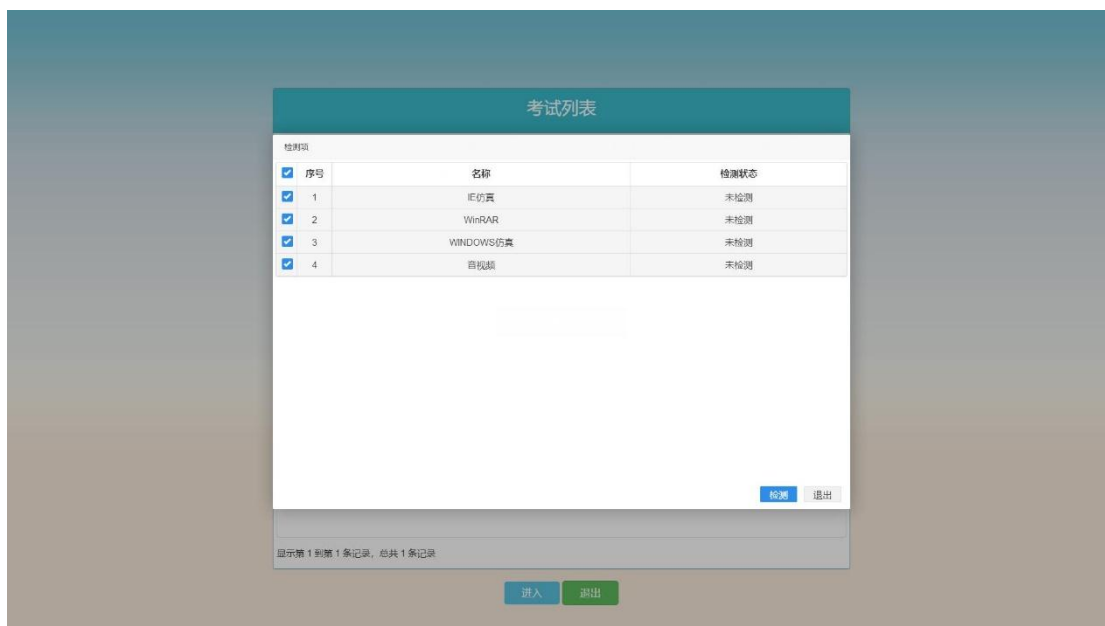 考试列表
检测项
序号 名称 检测状态
1 IE仿真 未检测
2 WinRAR 未检测
3 WINDOWS仿真 未检测
4 音视频 未检测
检测 退出
显示第 1 到第 1 条记录，总共 1 条记录
进入 退出